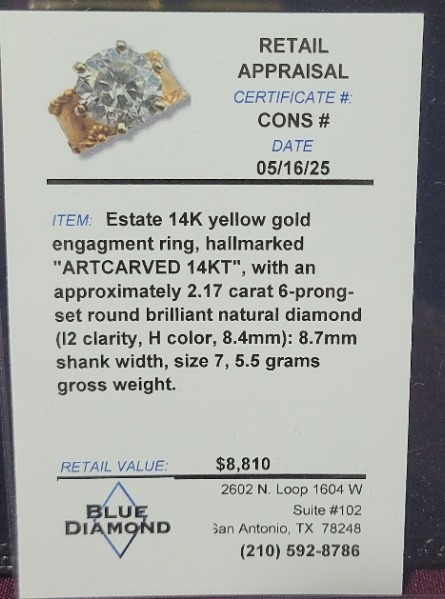 RETAIL
APPRAISAL
CERTIFICATE #:
CONS #
DATE
05/16/25
ITEM: Estate 14K yellow gold
engagment ring, hallmarked
"ARTCARVED 14KT", with an
approximately 2.17 carat 6-prong-
set round brilliant natural diamond
(I2 clarity, H color, 8.4mm): 8.7mm
shank width, size 7, 5.5 grams
gross weight.
RETAIL VALUE: $8,810
BLUE
DIAMOND
2602 N. Loop 1604 W
Suite #102
San Antonio, TX 78248
(210) 592-8786